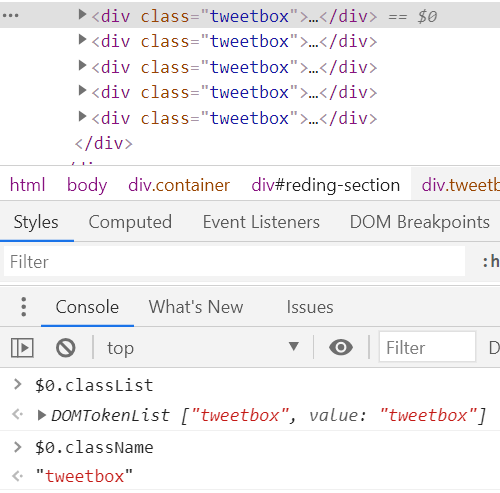 … <div class="tweetbox">…</div> == $0
<div class="tweetbox">…</div>
<div class="tweetbox">…</div>
<div class="tweetbox">…</div>
<div class="tweetbox">…</div>
</div>
html body div.container div#reding-section div.tweetb
Styles Computed Event Listeners DOM Breakpoints
Filter :h
Console What's New Issues
top Filter D
> $0.classList
DOMTokenList ["tweetbox", value: "tweetbox"]
> $0.className
"tweetbox"